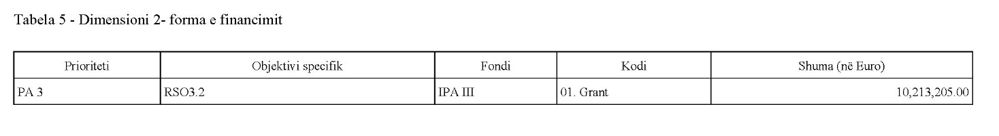 Tabela 5 - Dimensioni 2- forma e financimit
Prioriteti Objektivi specifik Fondi Kodi Shuma (në Euro)
PA 3 RSO3.2 IPA III 01. Grant 10,213,205.00